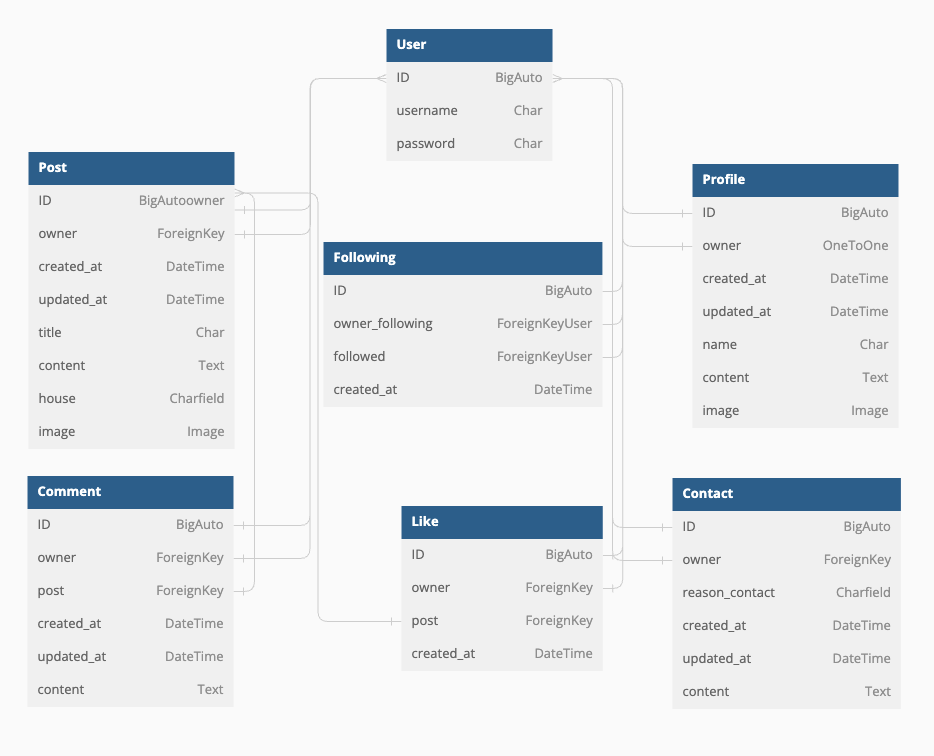 User
ID BigAuto
username Char
password Char
Post
ID BigAutoowner
owner ForeignKey
created_at DateTime
updated_at DateTime
title Char
content Text
house Charfield
image Image
Profile
ID BigAuto
owner OneToOne
created_at DateTime
updated_at DateTime
name Char
content Text
image Image
Following
ID BigAuto
owner_following ForeignKeyUser
followed ForeignKeyUser
created_at DateTime
Comment
ID BigAuto
owner ForeignKey
post ForeignKey
created_at DateTime
updated_at DateTime
content Text
Like
ID BigAuto
owner ForeignKey
post ForeignKey
created_at DateTime
Contact
ID BigAuto
owner ForeignKey
reason_contact Charfield
created_at DateTime
updated_at DateTime
content Text